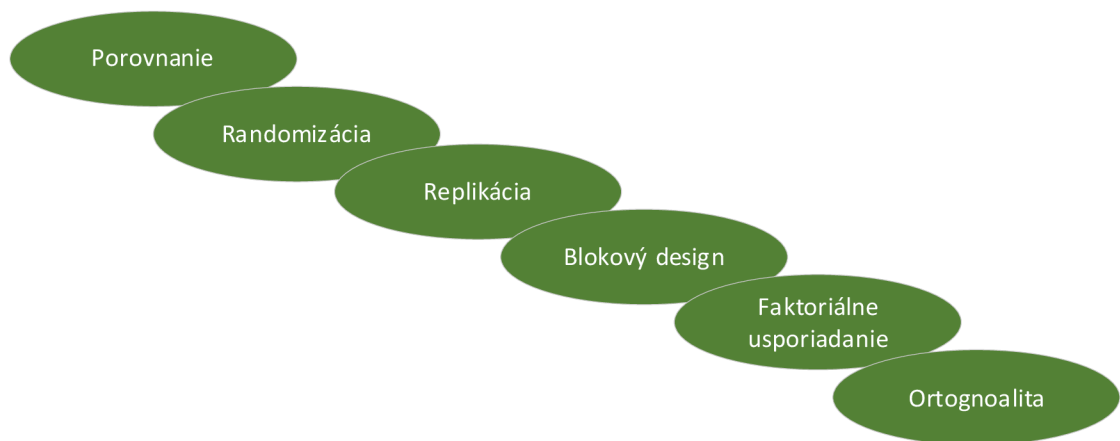 Porovnanie
Randomizácia
Replikácia
Blokový design
Faktoriálne
usporiadanie
Ortognoalita